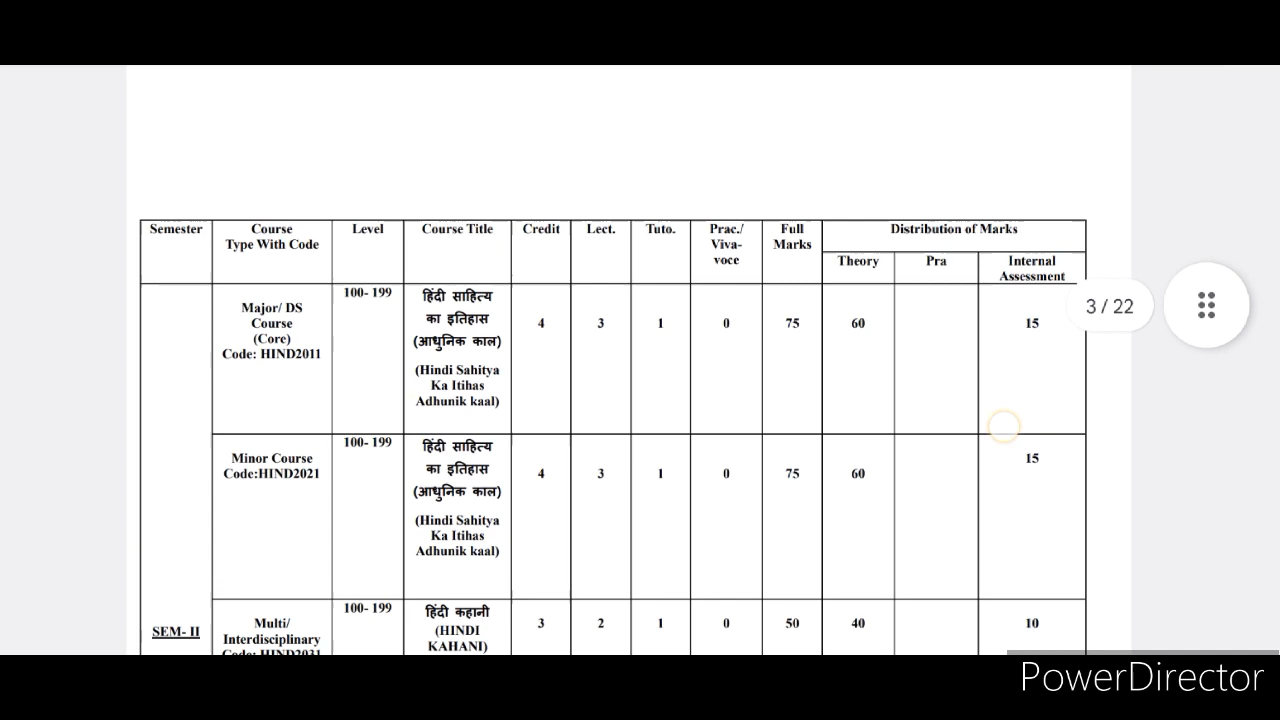 Semester
Course
Type With Code
Level
Course Title
Credit
Lect.
Tuto.
Prac./
Viva-
voce
Full
Marks
Distribution of Marks
Theory
Pra
Internal
Assessment
Major/ DS
Course
(Core)
Code: HIND2011
100- 199
हिंदी साहित्य
का इतिहास
(आधुनिक काल)
(Hindi Sahitya
Ka Itihas
Adhunik kaal)
4
3
1
0
75
60
15
3 / 22
Minor Course
Code:HIND2021
100- 199
हिंदी साहित्य
का इतिहास
(आधुनिक काल)
(Hindi Sahitya
Ka Itihas
Adhunik kaal)
4
3
1
0
75
60
15
SEM- II
Multi/
Interdisciplinary
Code: HIND2031
100- 199
हिंदी कहानी
(HINDI
KAHANI)
3
2
1
0
50
40
10
PowerDirector